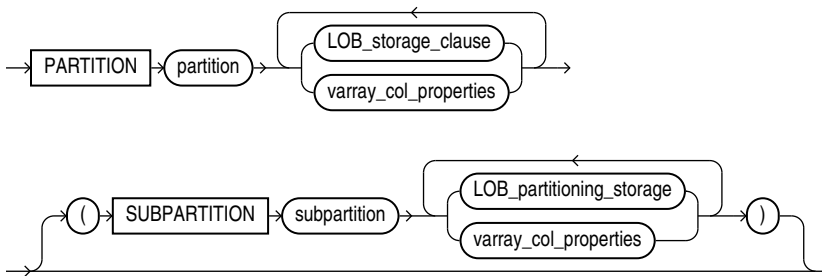 LOB_storage_clause
PARTITION partition
varray_col_properties
LOB_partitioning_storage
( SUBPARTITION subpartition )
varray_col_properties